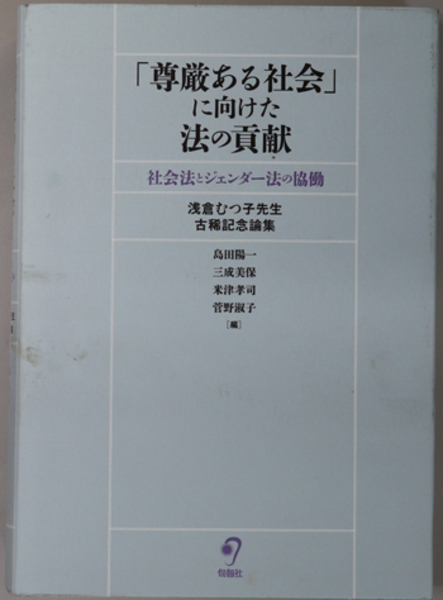 「尊厳ある社会」
に向けた
法の貢献
社会法とジェンダー法の協働
浅倉むつ子先生
古稀記念論集
島田陽一
三成美保
米津孝司
菅野淑子
［編］
旬報社